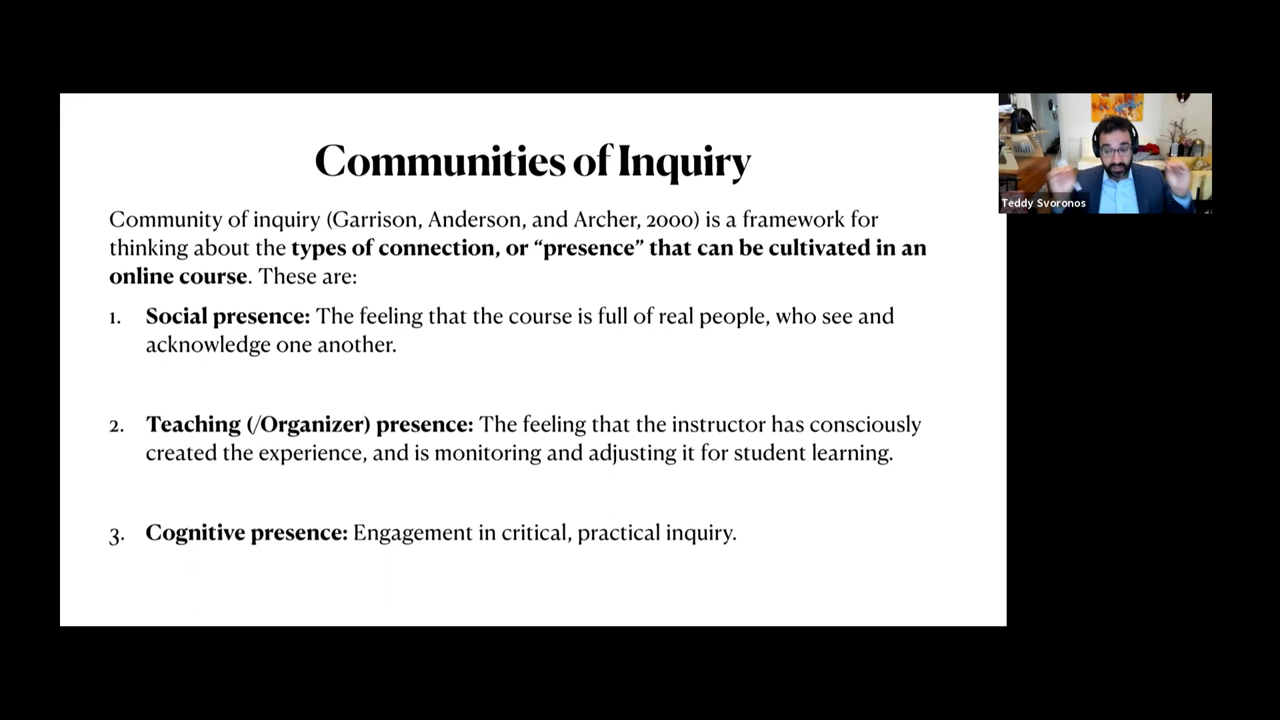 Communities of Inquiry
Community of inquiry (Garrison, Anderson, and Archer, 2000) is a framework for
thinking about the types of connection, or “presence” that can be cultivated in an
online course. These are:
1. Social presence: The feeling that the course is full of real people, who see and
acknowledge one another.
2. Teaching (/Organizer) presence: The feeling that the instructor has consciously
created the experience, and is monitoring and adjusting it for student learning.
3. Cognitive presence: Engagement in critical, practical inquiry.
Teddy Svoronos